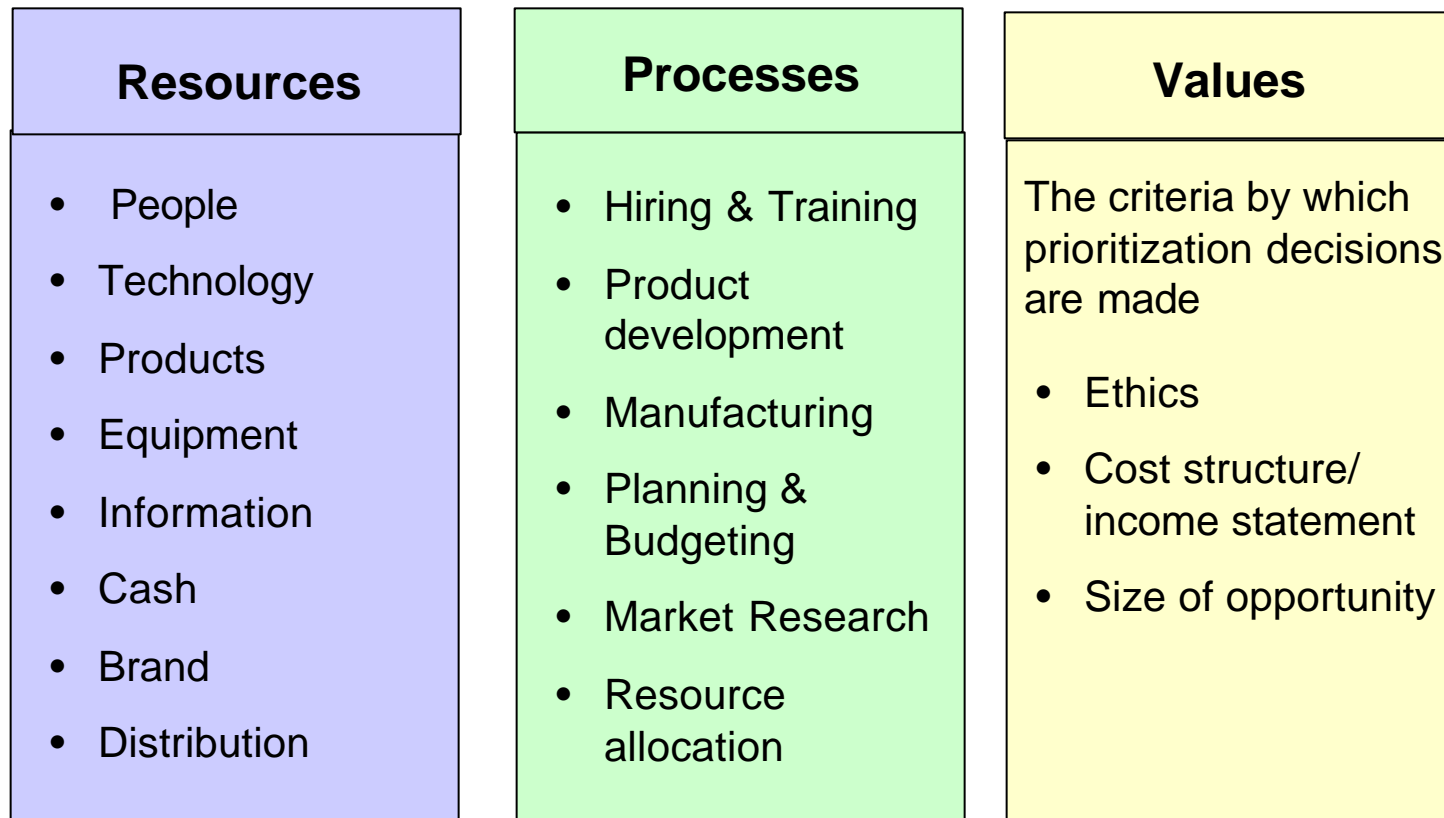 Resources
• People
• Technology
• Products
• Equipment
• Information
• Cash
• Brand
• Distribution
Processes
• Hiring & Training
• Product
development
• Manufacturing
• Planning &
Budgeting
• Market Research
• Resource
allocation
Values
The criteria by which
prioritization decisions
are made
• Ethics
• Cost structure/
income statement
• Size of opportunity